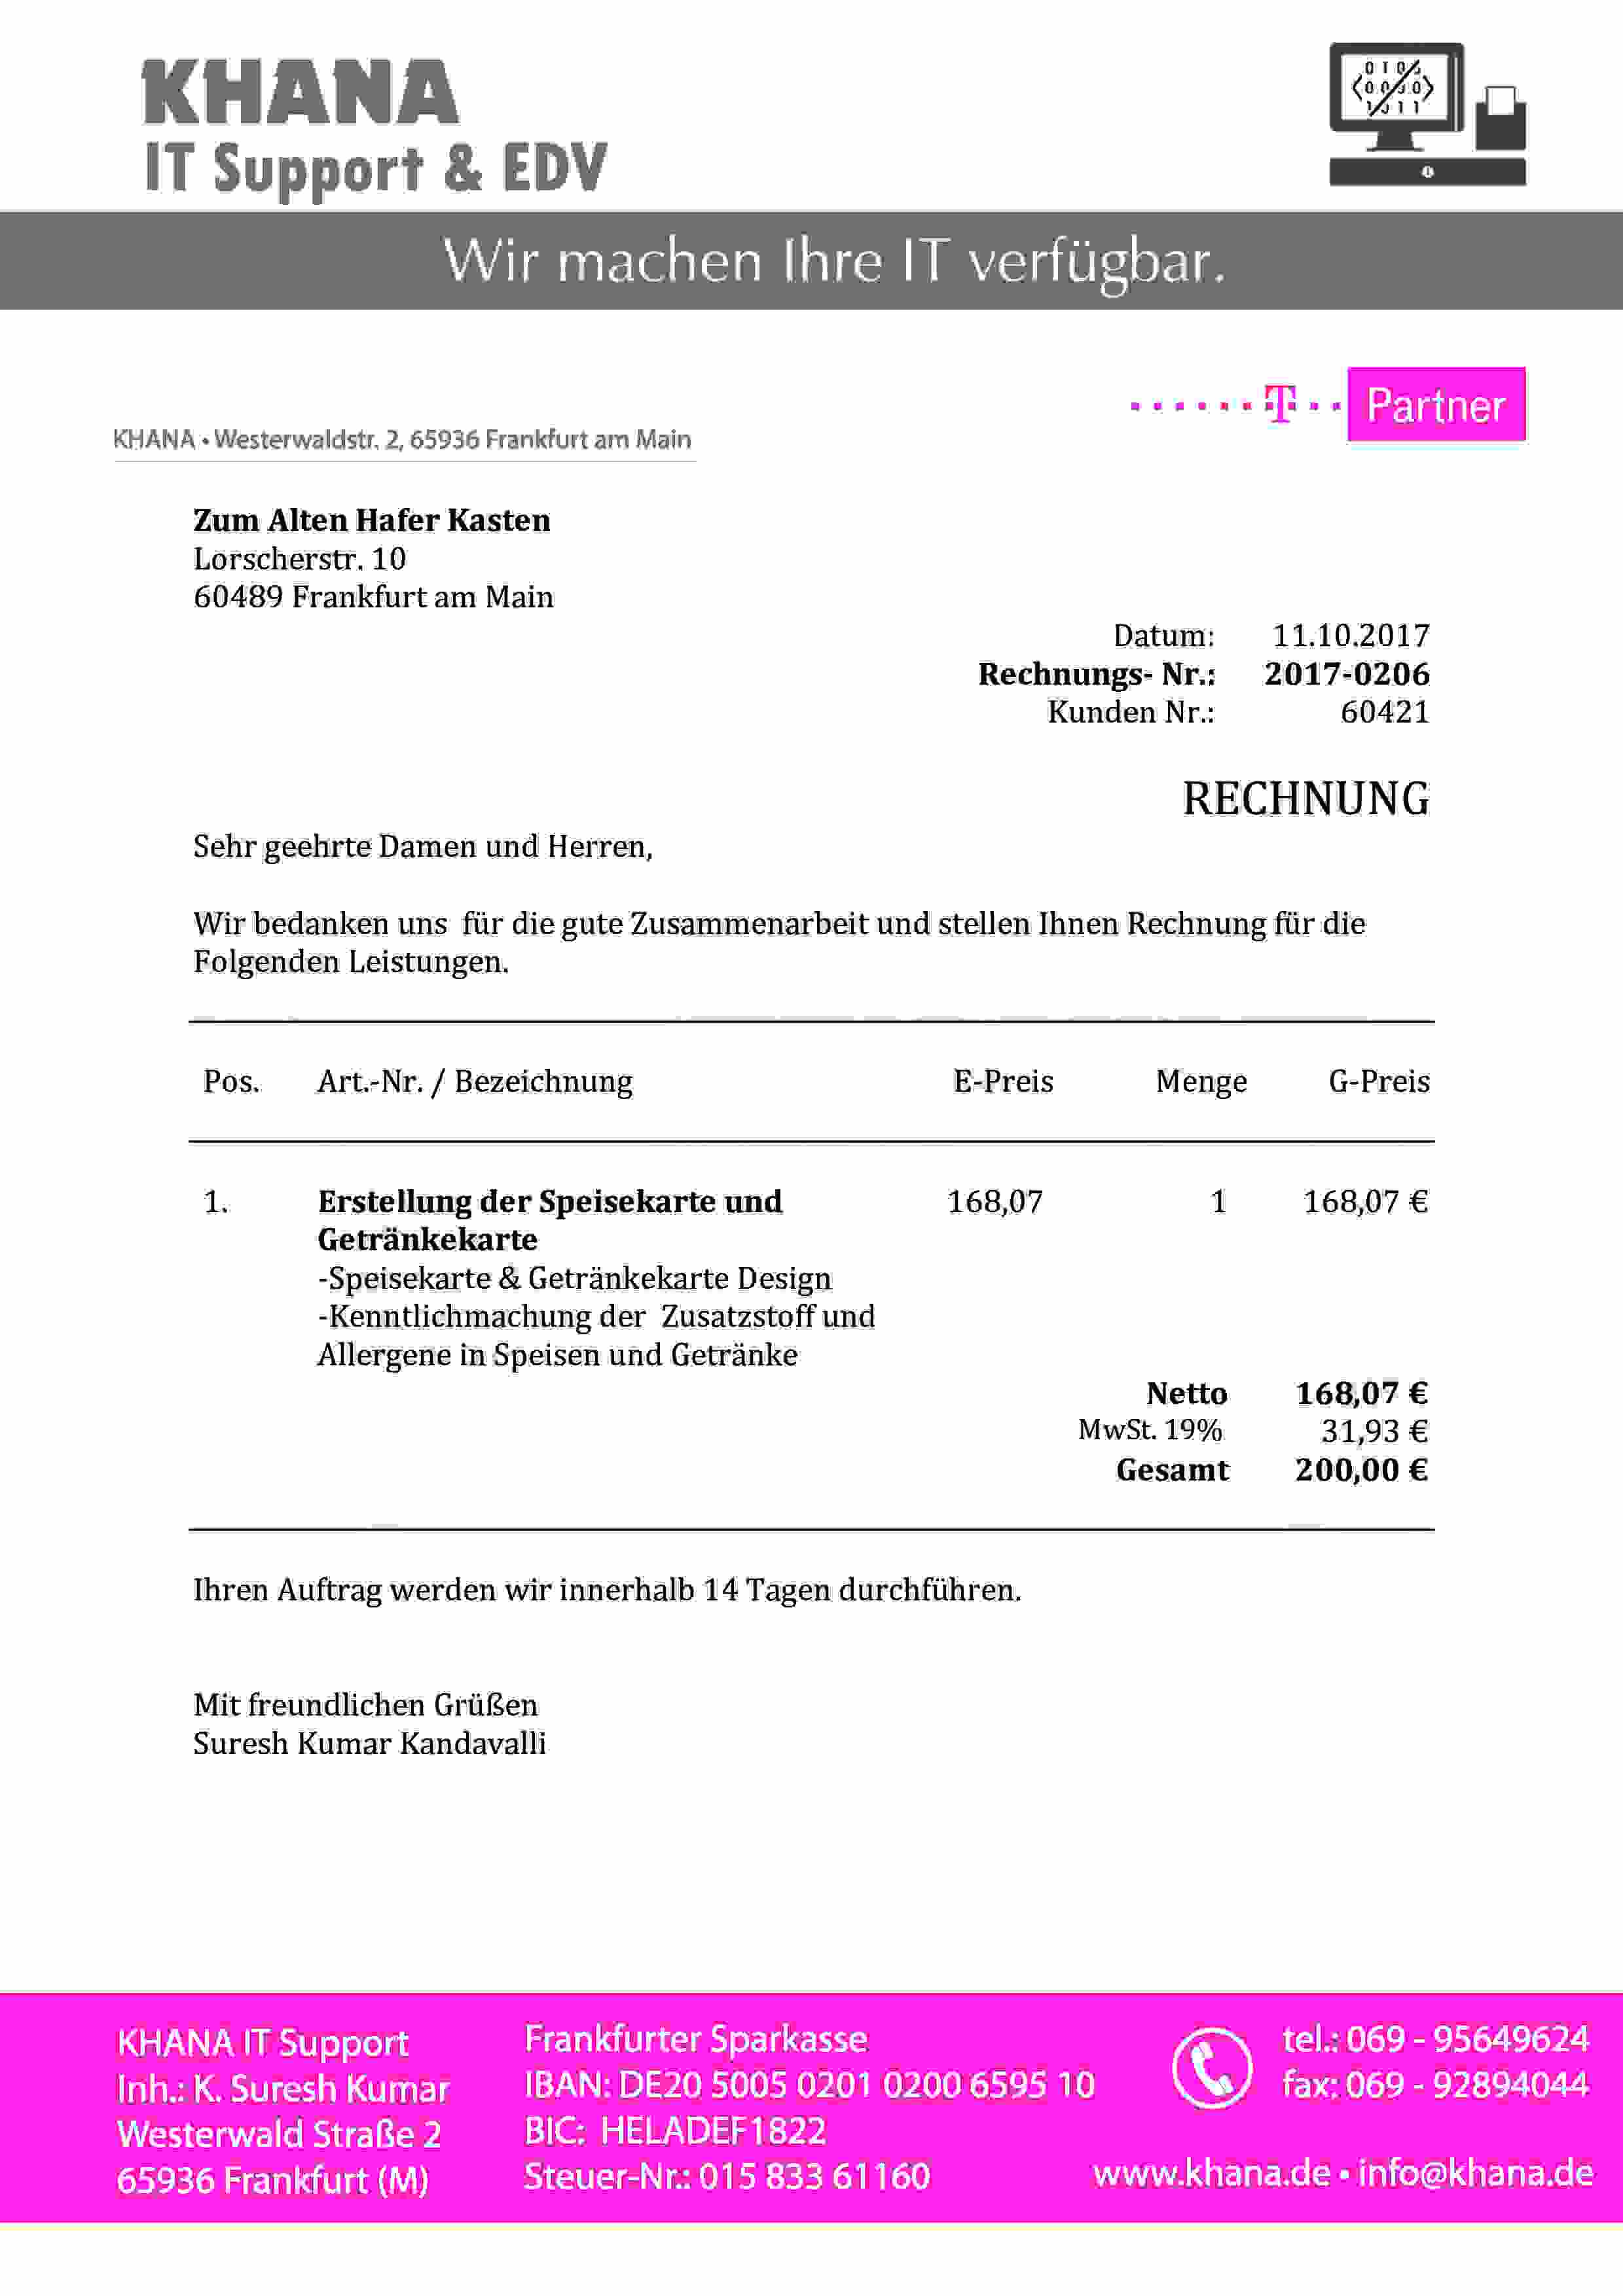 KHANA
IT Support & EDV
Wir machen Ihre IT verfügbar.
T Partner
KHANA • Westerwaldstr. 2, 65936 Frankfurt am Main
Zum Alten Hafer Kasten
Lorscherstr. 10
60489 Frankfurt am Main
Datum: 11.10.2017
Rechnungs- Nr.: 2017-0206
Kunden Nr.: 60421
RECHNUNG
Sehr geehrte Damen und Herren,
Wir bedanken uns für die gute Zusammenarbeit und stellen Ihnen Rechnung für die
Folgenden Leistungen.
Pos. Art.-Nr. / Bezeichnung E-Preis Menge G-Preis
1. Erstellung der Speisekarte und 168,07 1 168,07 €
Getränkekarte
-Speisekarte & Getränkekarte Design
-Kenntlichmachung der Zusatzstoff und
Allergene in Speisen und Getränke
Netto 168,07 €
MwSt. 19% 31,93 €
Gesamt 200,00 €
Ihren Auftrag werden wir innerhalb 14 Tagen durchführen.
Mit freundlichen Grüßen
Suresh Kumar Kandavalli
KHANA IT Support
Inh.: K. Suresh Kumar
Westerwald Straße 2
65936 Frankfurt (M)
Frankfurter Sparkasse
IBAN: DE20 5005 0201 0200 6595 10
BIC: HELADEF1822
Steuer-Nr.: 015 833 61160
tel.: 069 - 95649624
fax: 069 - 92894044
www.khana.de • info@khana.de